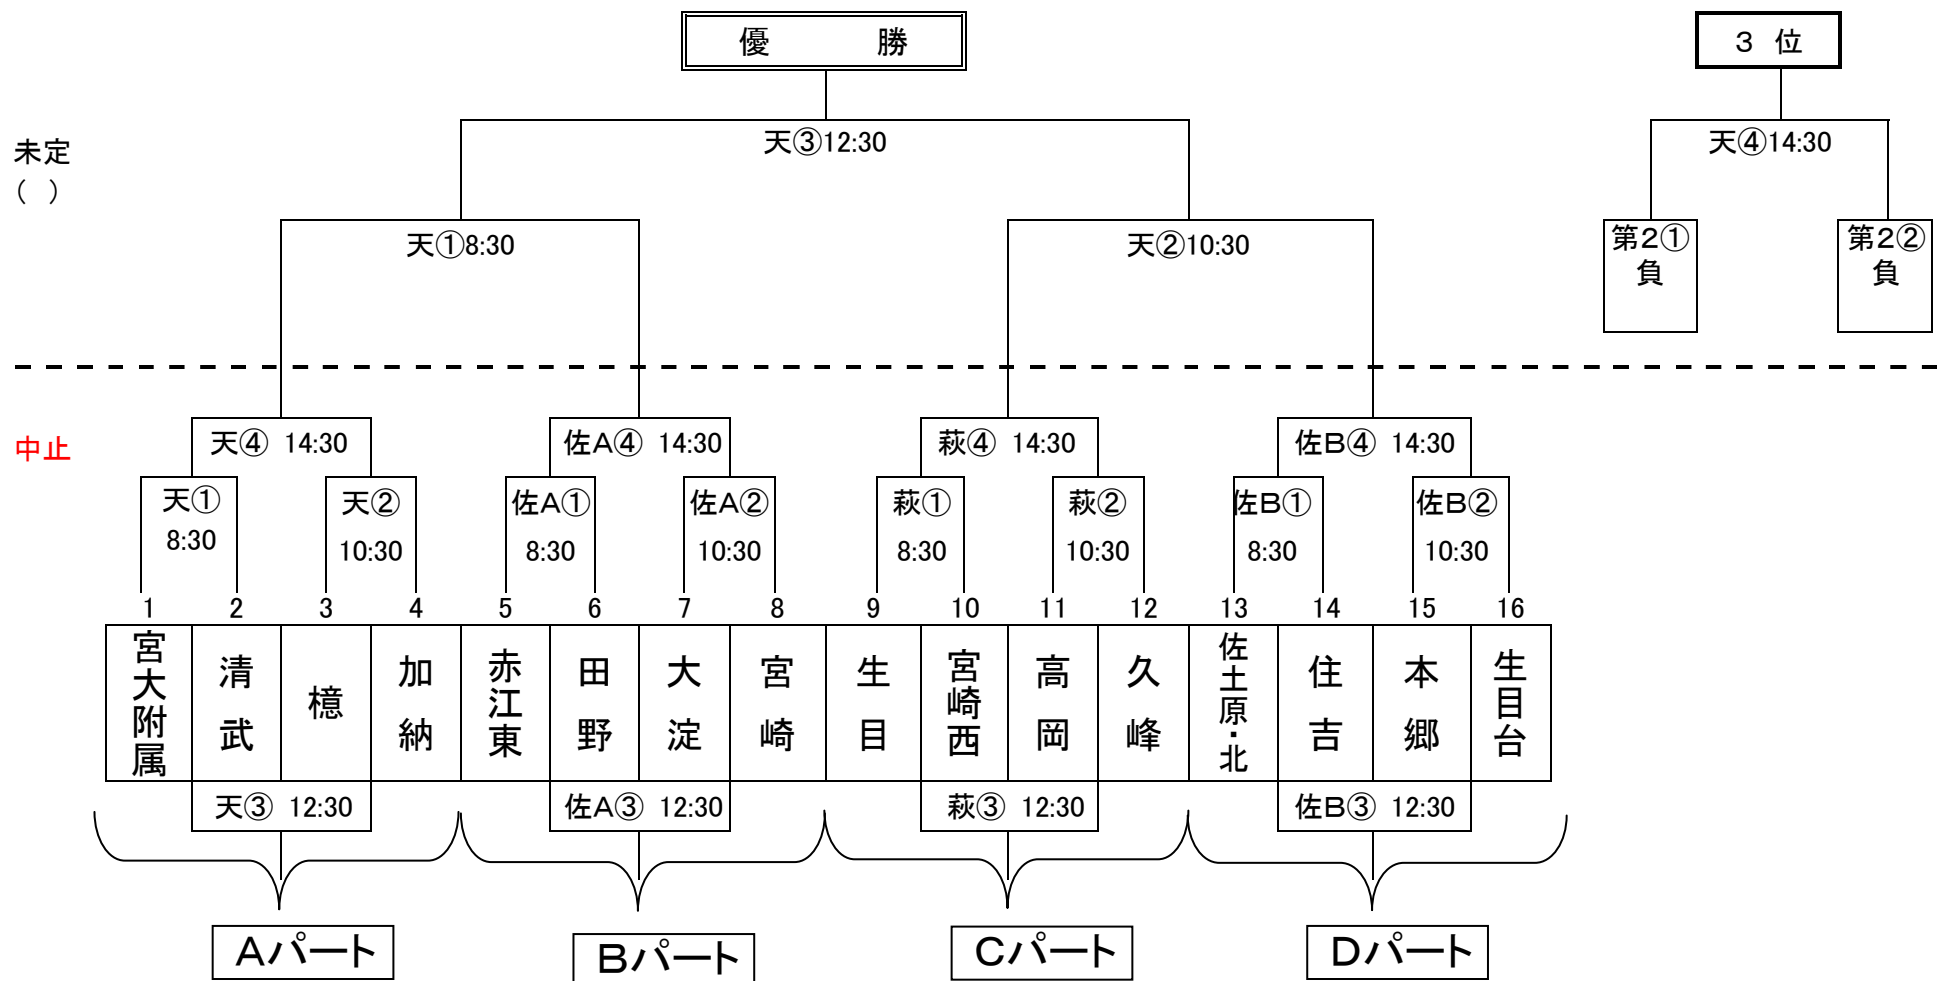 優　勝
３ 位
未定
（　）
天③12:30
天④14:30
天①8:30
天②10:30
第２①
負
第２②
負
中止
天④ 14:30
佐Ａ④ 14:30
萩④ 14:30
佐Ｂ④ 14:30
天①
8:30
天②
10:30
佐Ａ①
8:30
佐Ａ②
10:30
萩①
8:30
萩②
10:30
佐Ｂ①
8:30
佐Ｂ②
10:30
1 2 3 4 5 6 7 8 9 10 11 12 13 14 15 16
宮大附属
清武
檍
加納
赤江東
田野
大淀
宮崎
生目
宮崎西
高岡
久峰
佐土原・北
住吉
本郷
生目台
天③ 12:30
佐Ａ③ 12:30
萩③ 12:30
佐Ｂ③ 12:30
Ａパート
Ｂパート
Ｃパート
Ｄパート